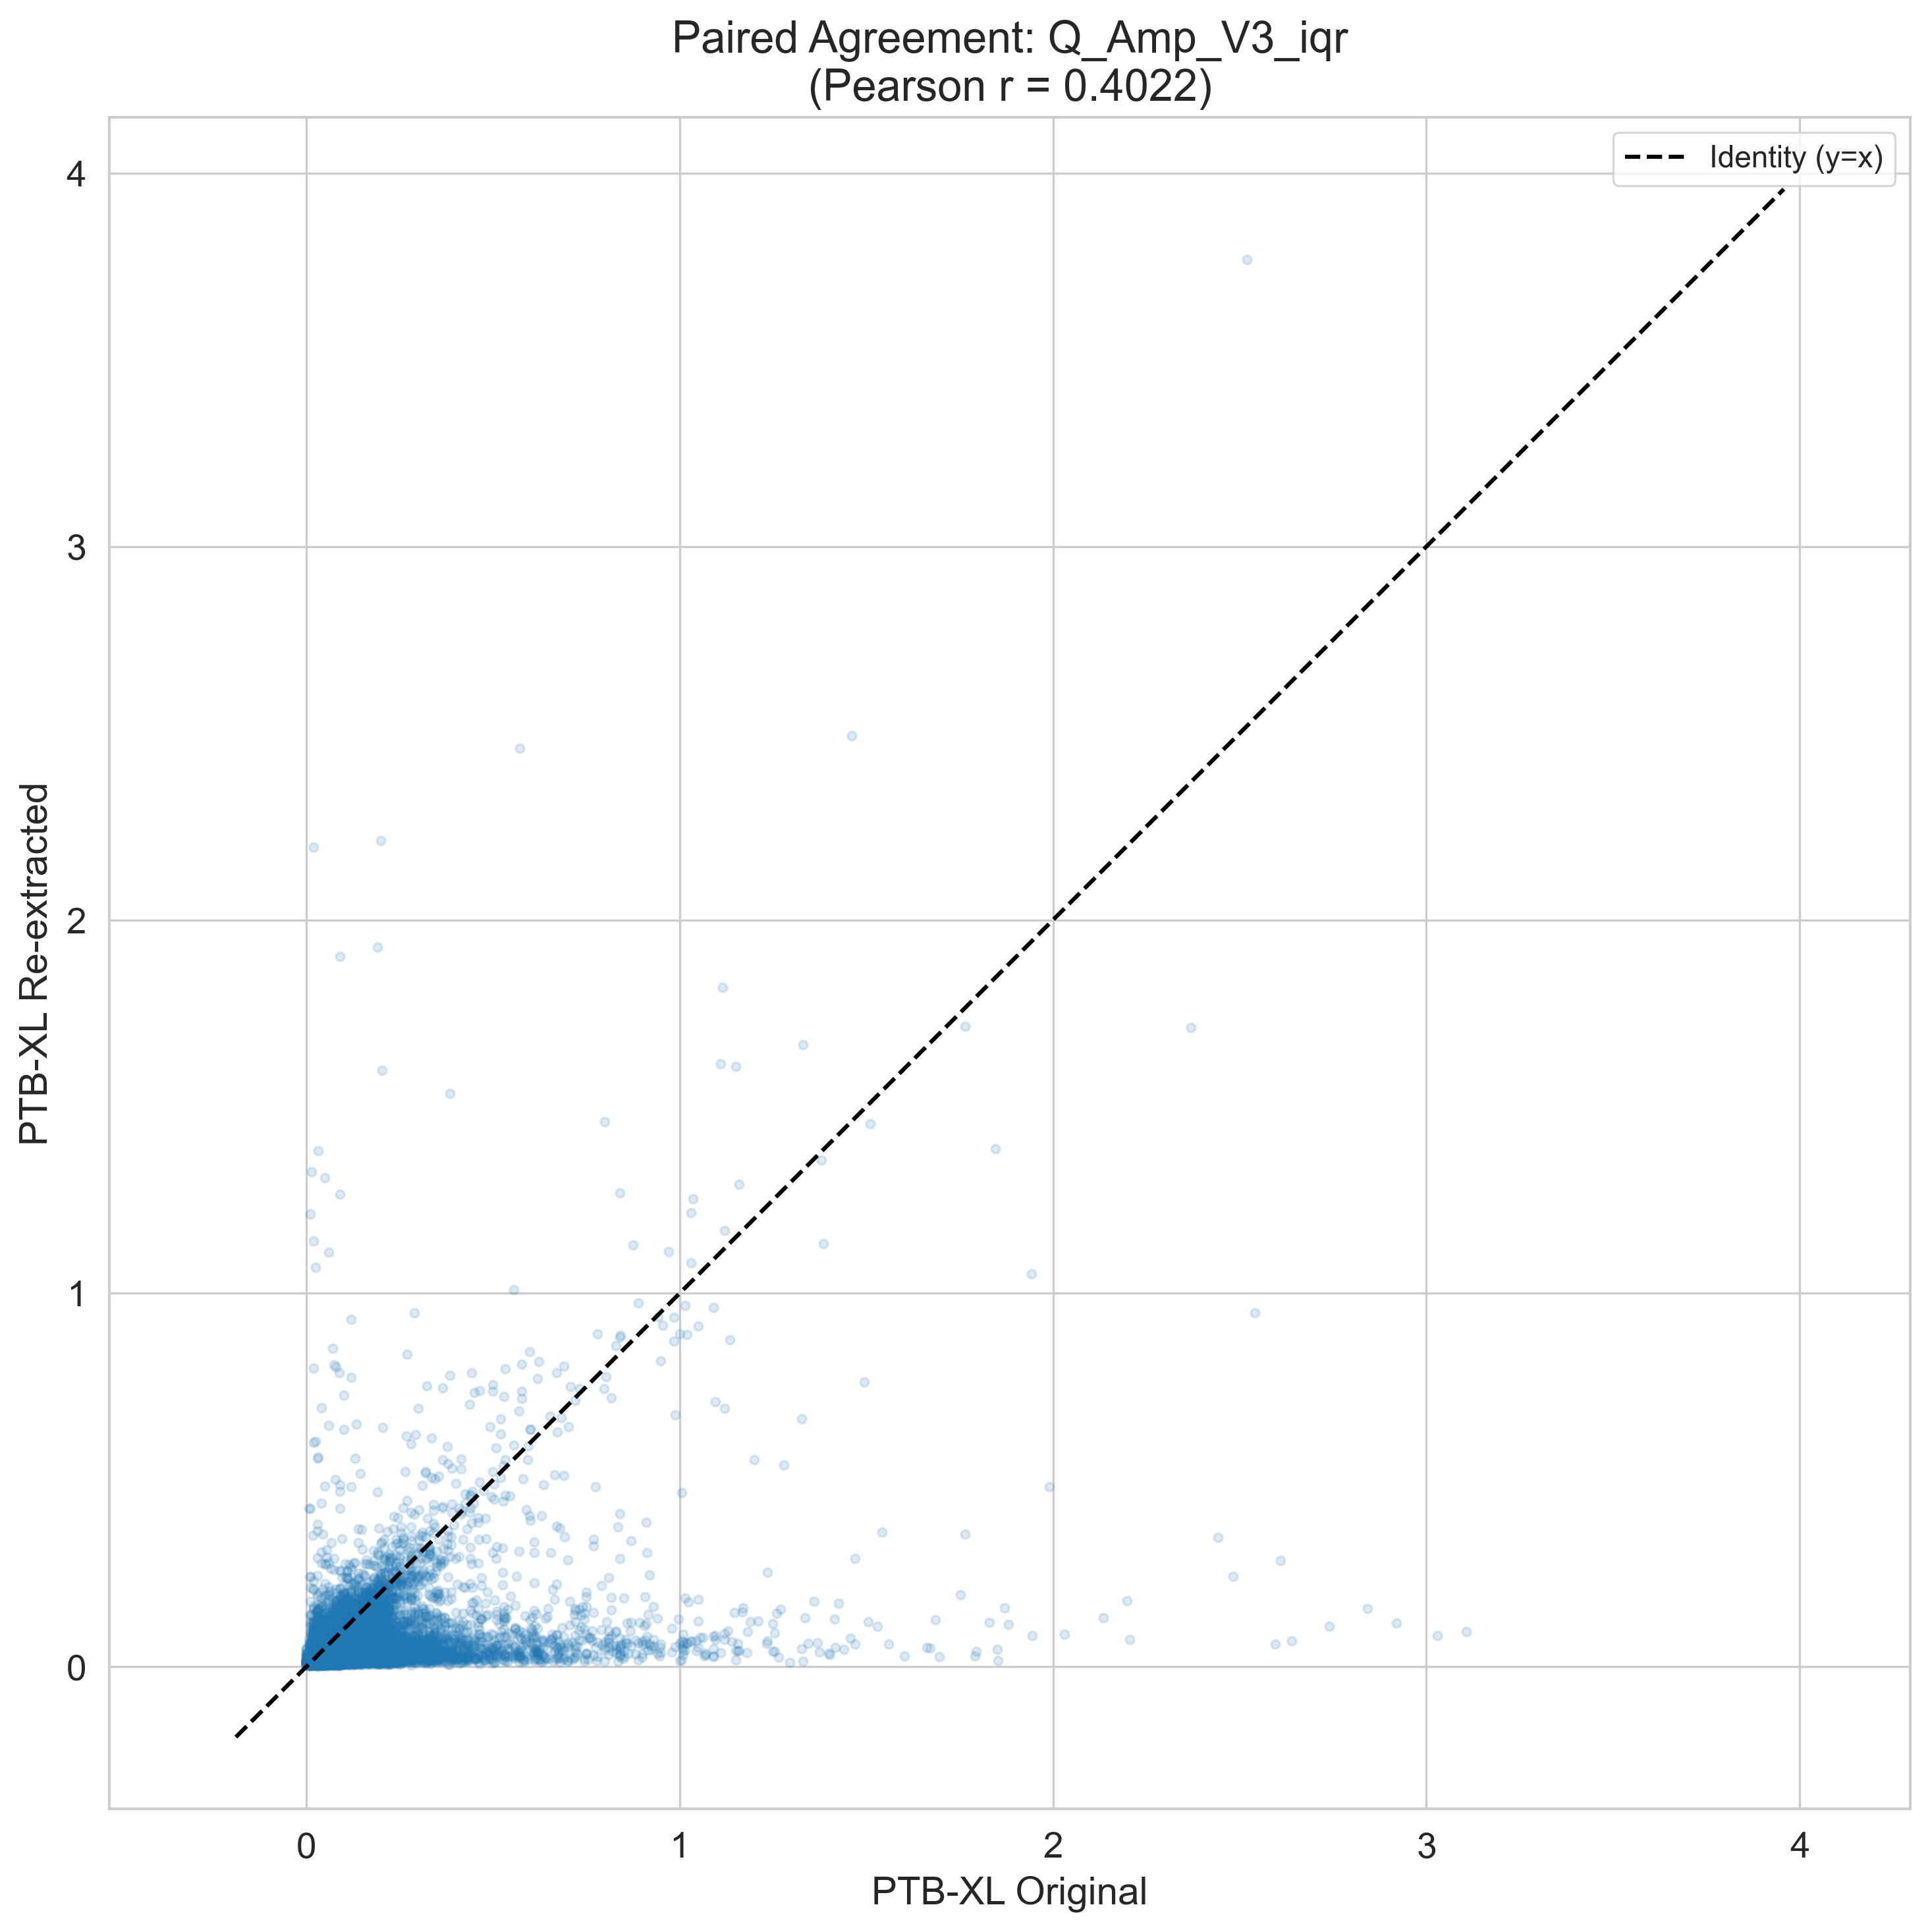 Paired Agreement: Q_Amp_V3_iqr
(Pearson r = 0.4022)
Identity (y=x)
4
3
2
1
0
PTB-XL Re-extracted
0 1 2 3 4
PTB-XL Original